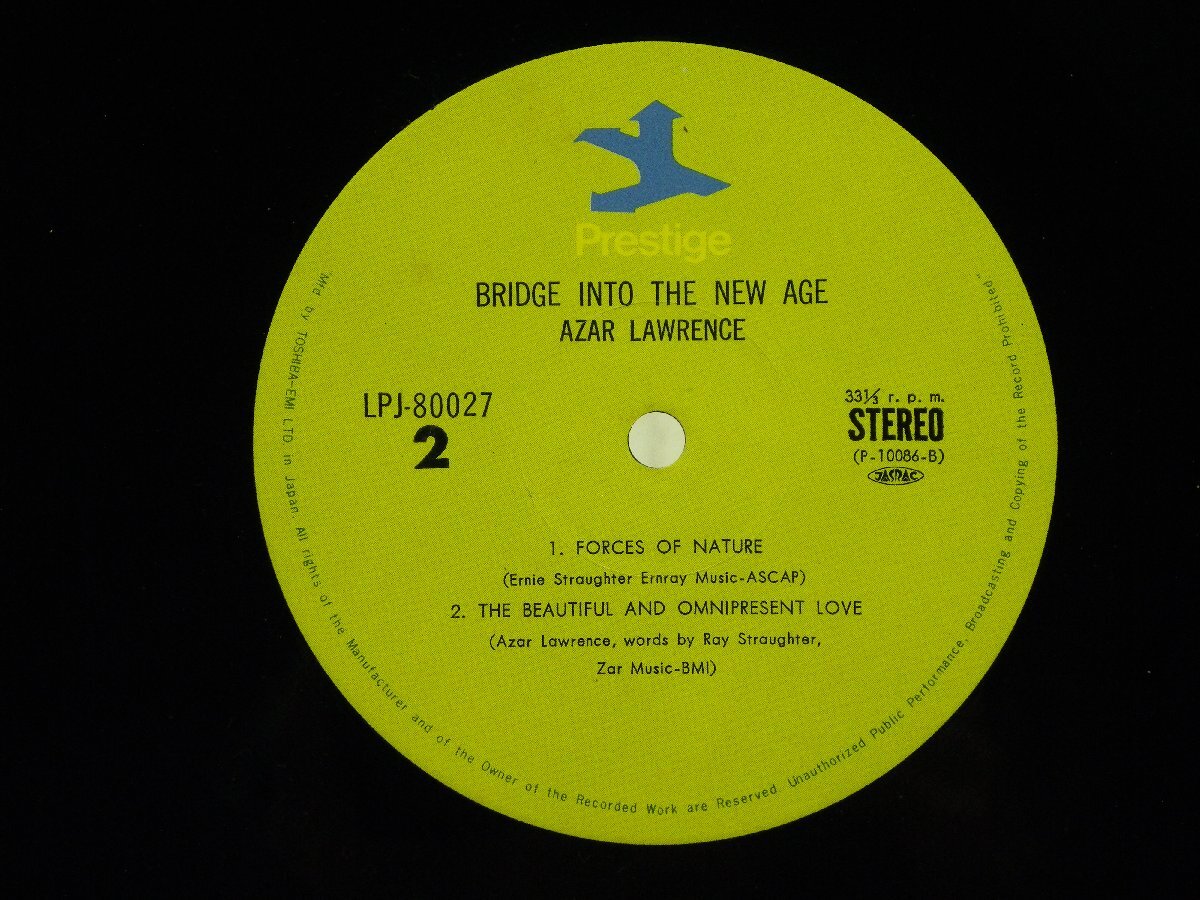 Prestige
BRIDGE INTO THE NEW AGE
AZAR LAWRENCE
LPJ-80027
2
33⅓ r. p. m.
STEREO
(P-10086-B)
JASRAC
1. FORCES OF NATURE
(Ernie Straughter Ernray Music-ASCAP)
2. THE BEAUTIFUL AND OMNIPRESENT LOVE
(Azar Lawrence, words by Ray Straughter,
Zar Music-BMI)
Mfd by TOSHIBA-EMI LTD in Japan. All rights of the Manufacturer and of the Owner of the Recorded Work are Reserved Unauthorized Public Performance, Broadcasting and Copying of the Record Prohibited."